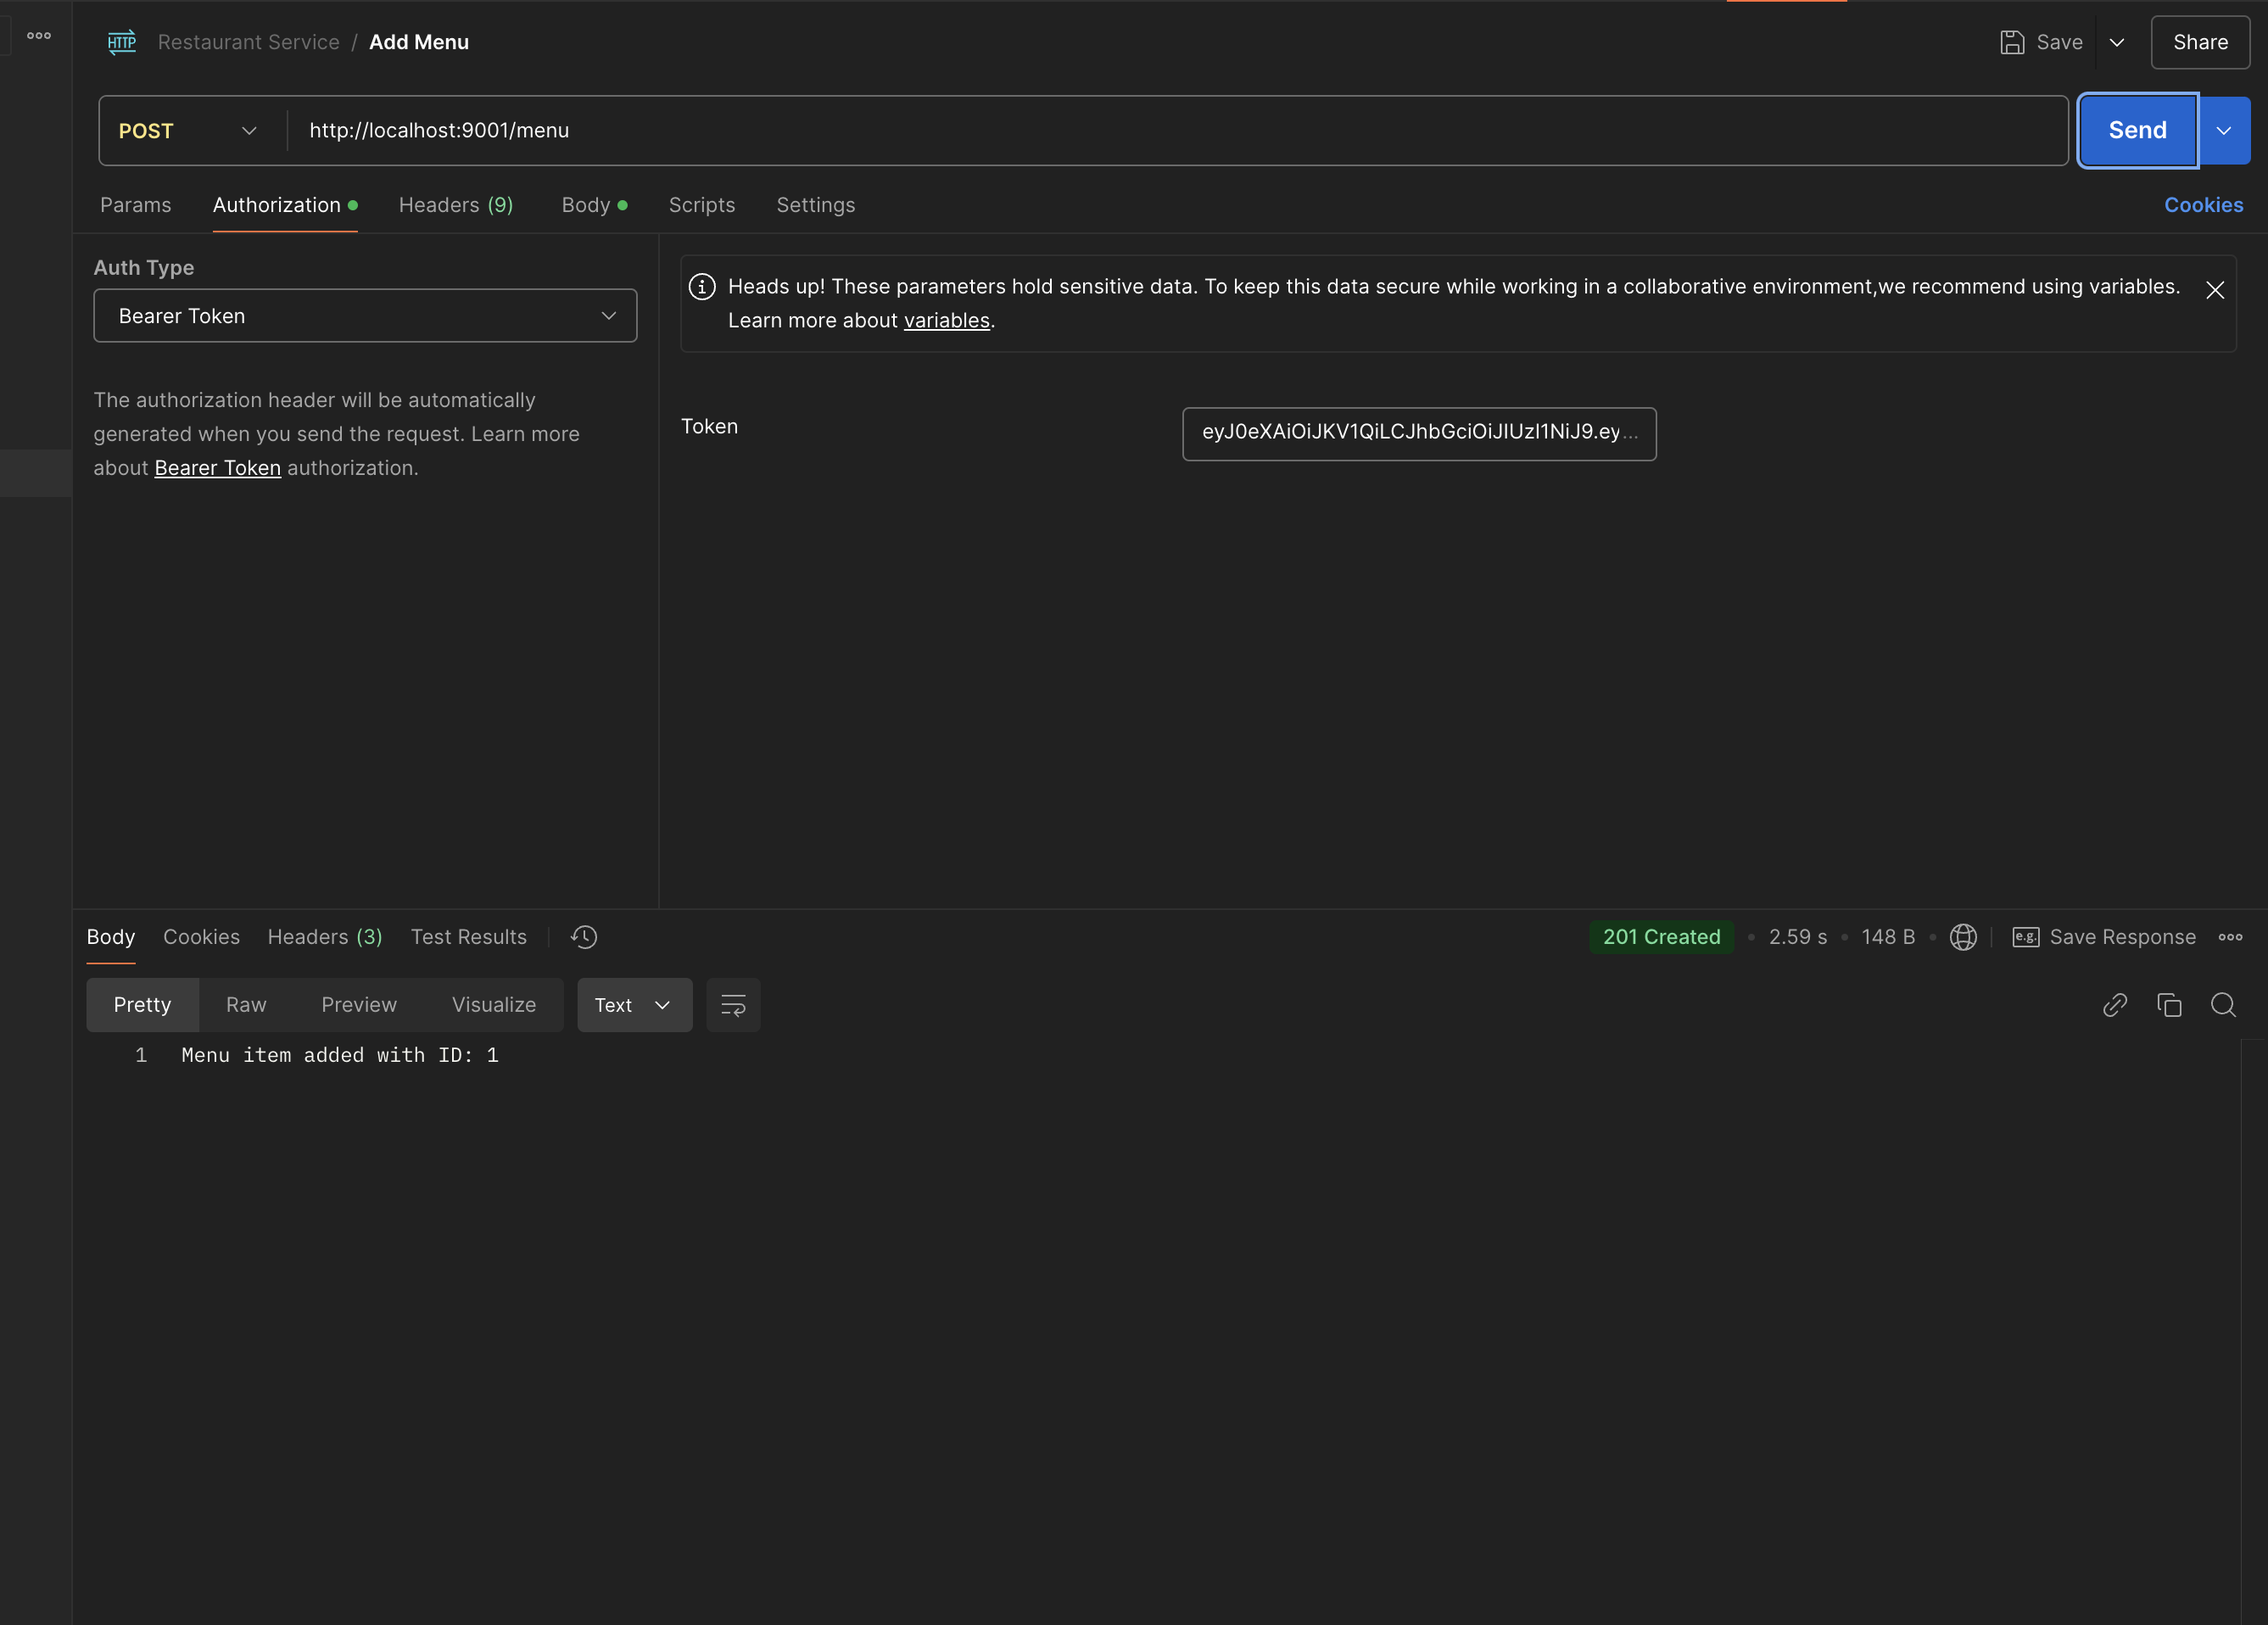 HTTP Restaurant Service / Add Menu Save Share
POST http://localhost:9001/menu Send
Params Authorization Headers (9) Body Scripts Settings Cookies
Auth Type
Bearer Token
The authorization header will be automatically
generated when you send the request. Learn more
about Bearer Token authorization.
Heads up! These parameters hold sensitive data. To keep this data secure while working in a collaborative environment,we recommend using variables.
Learn more about variables.
Token eyJ0eXAiOiJKV1QiLCJhbGciOiJIUzI1NiJ9.ey...
Body Cookies Headers (3) Test Results 201 Created • 2.59 s • 148 B • e.g. Save Response
Pretty Raw Preview Visualize Text
1 Menu item added with ID: 1